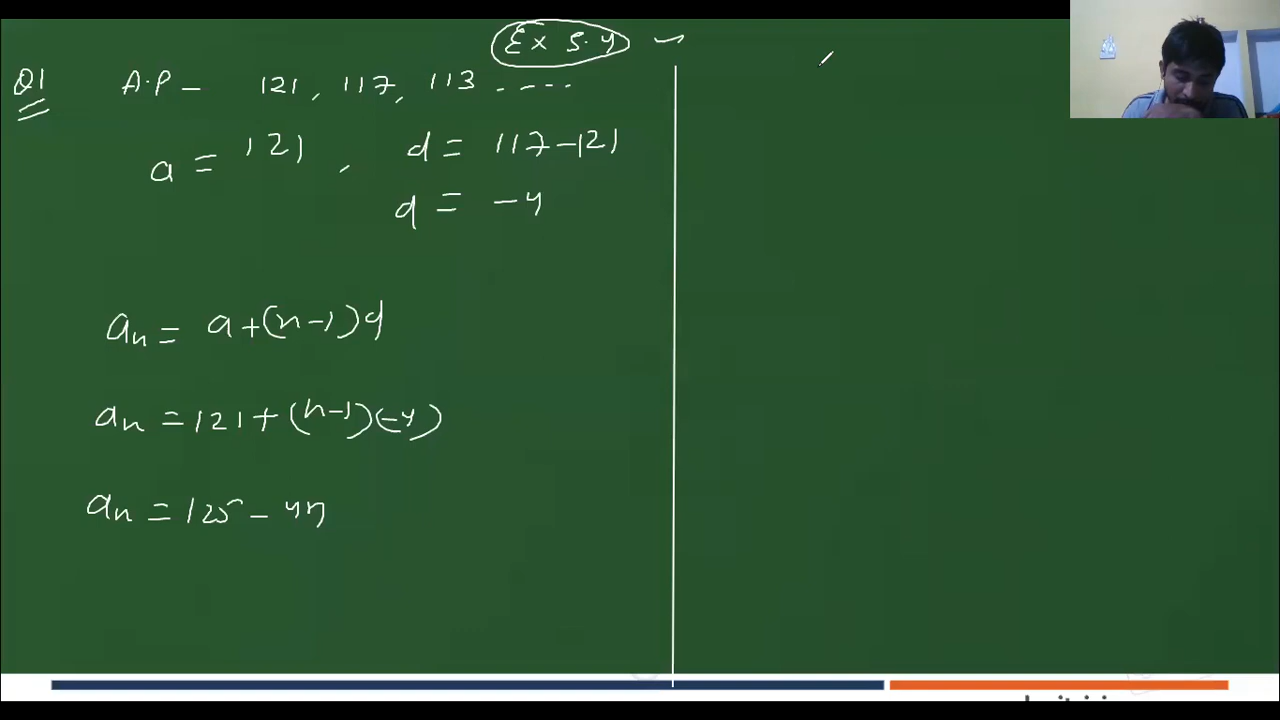 Ex 5.4
Q1 A.P – 121, 117, 113 .....
a = 121, d = 117-121
d = -4
an = a+(n-1)d
an = 121+(n-1)(-4)
an = 125 - 4n